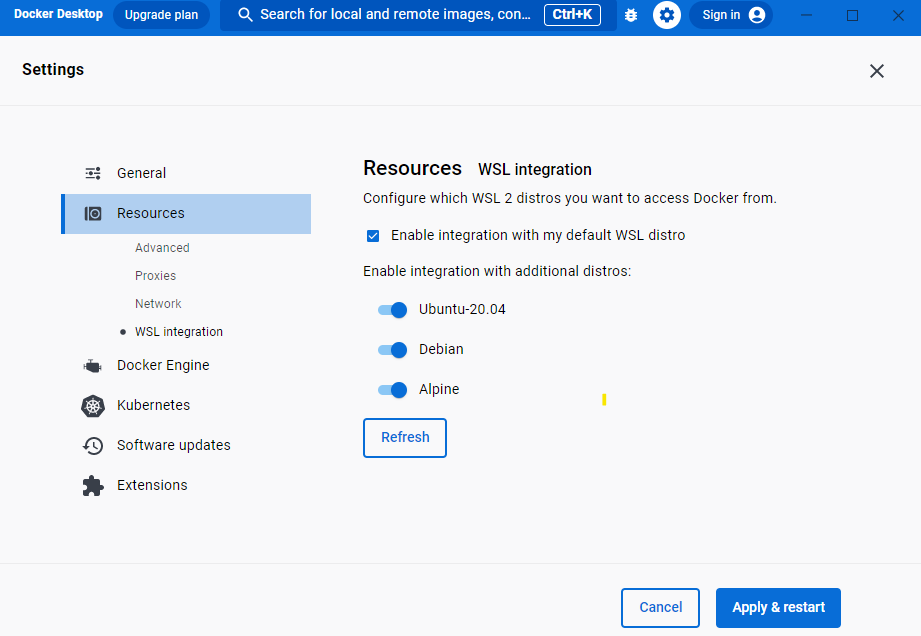 Docker Desktop Upgrade plan Search for local and remote images, con... Ctrl+K Sign in
Settings
General
Resources
Advanced
Proxies
Network
WSL integration
Docker Engine
Kubernetes
Software updates
Extensions
Resources WSL integration
Configure which WSL 2 distros you want to access Docker from.
Enable integration with my default WSL distro
Enable integration with additional distros:
Ubuntu-20.04
Debian
Alpine
Refresh
Cancel Apply & restart